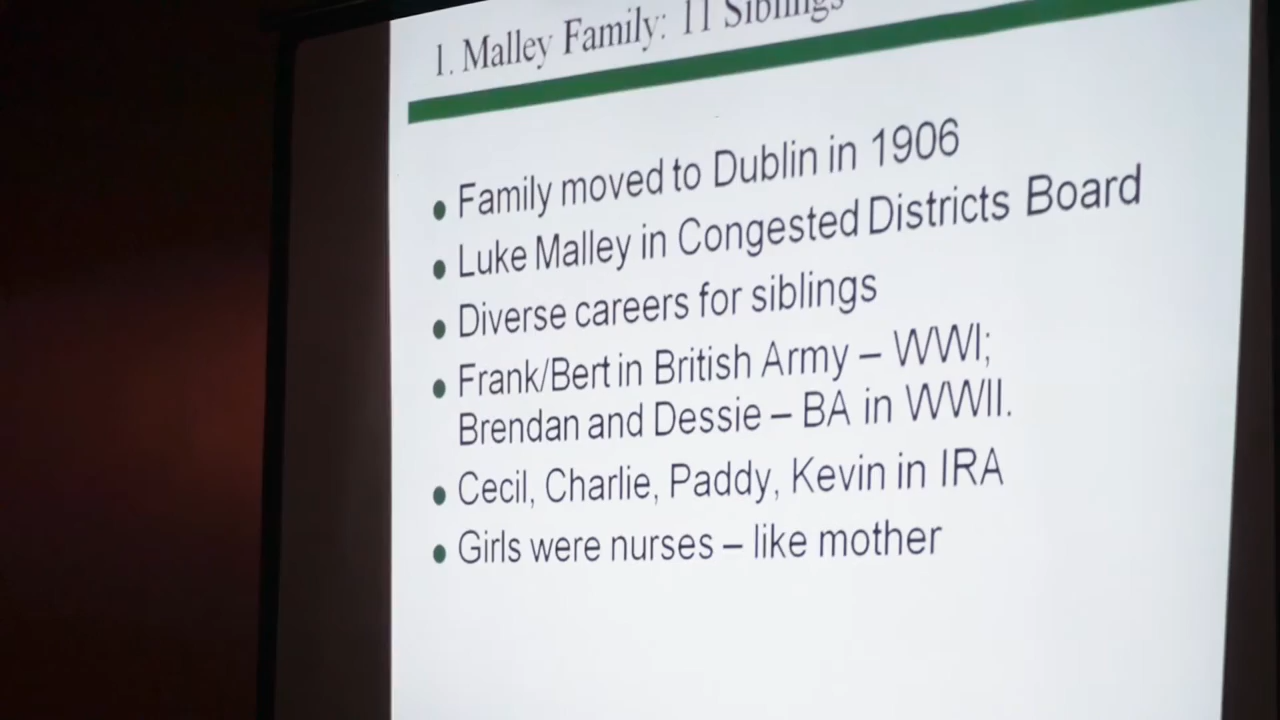 1. Malley Family: 11 Siblings
• Family moved to Dublin in 1906
• Luke Malley in Congested Districts Board
• Diverse careers for siblings
• Frank/Bert in British Army – WWI;
Brendan and Dessie – BA in WWII.
• Cecil, Charlie, Paddy, Kevin in IRA
• Girls were nurses – like mother